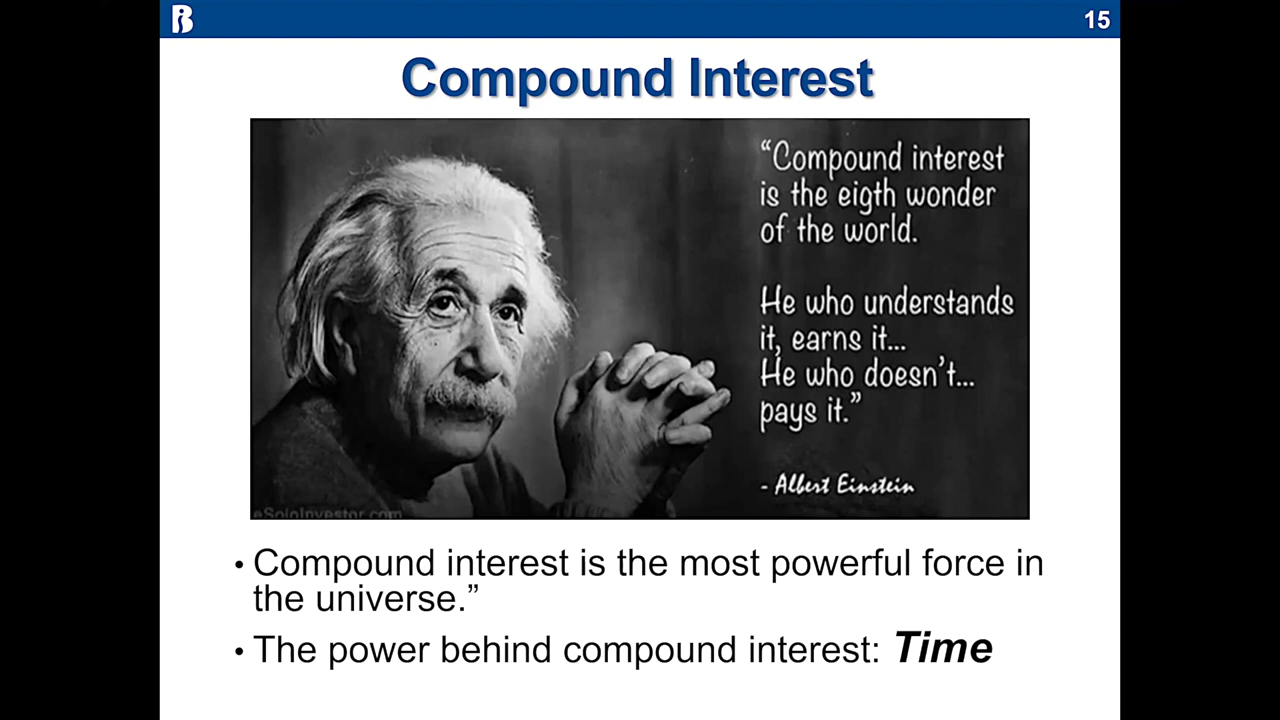 15
Compound Interest
“Compound interest
is the eigth wonder
of the world.
He who understands
it, earns it...
He who doesn’t...
pays it.”
- Albert Einstein
eSoloInvestor.com
• Compound interest is the most powerful force in
the universe.”
• The power behind compound interest: Time